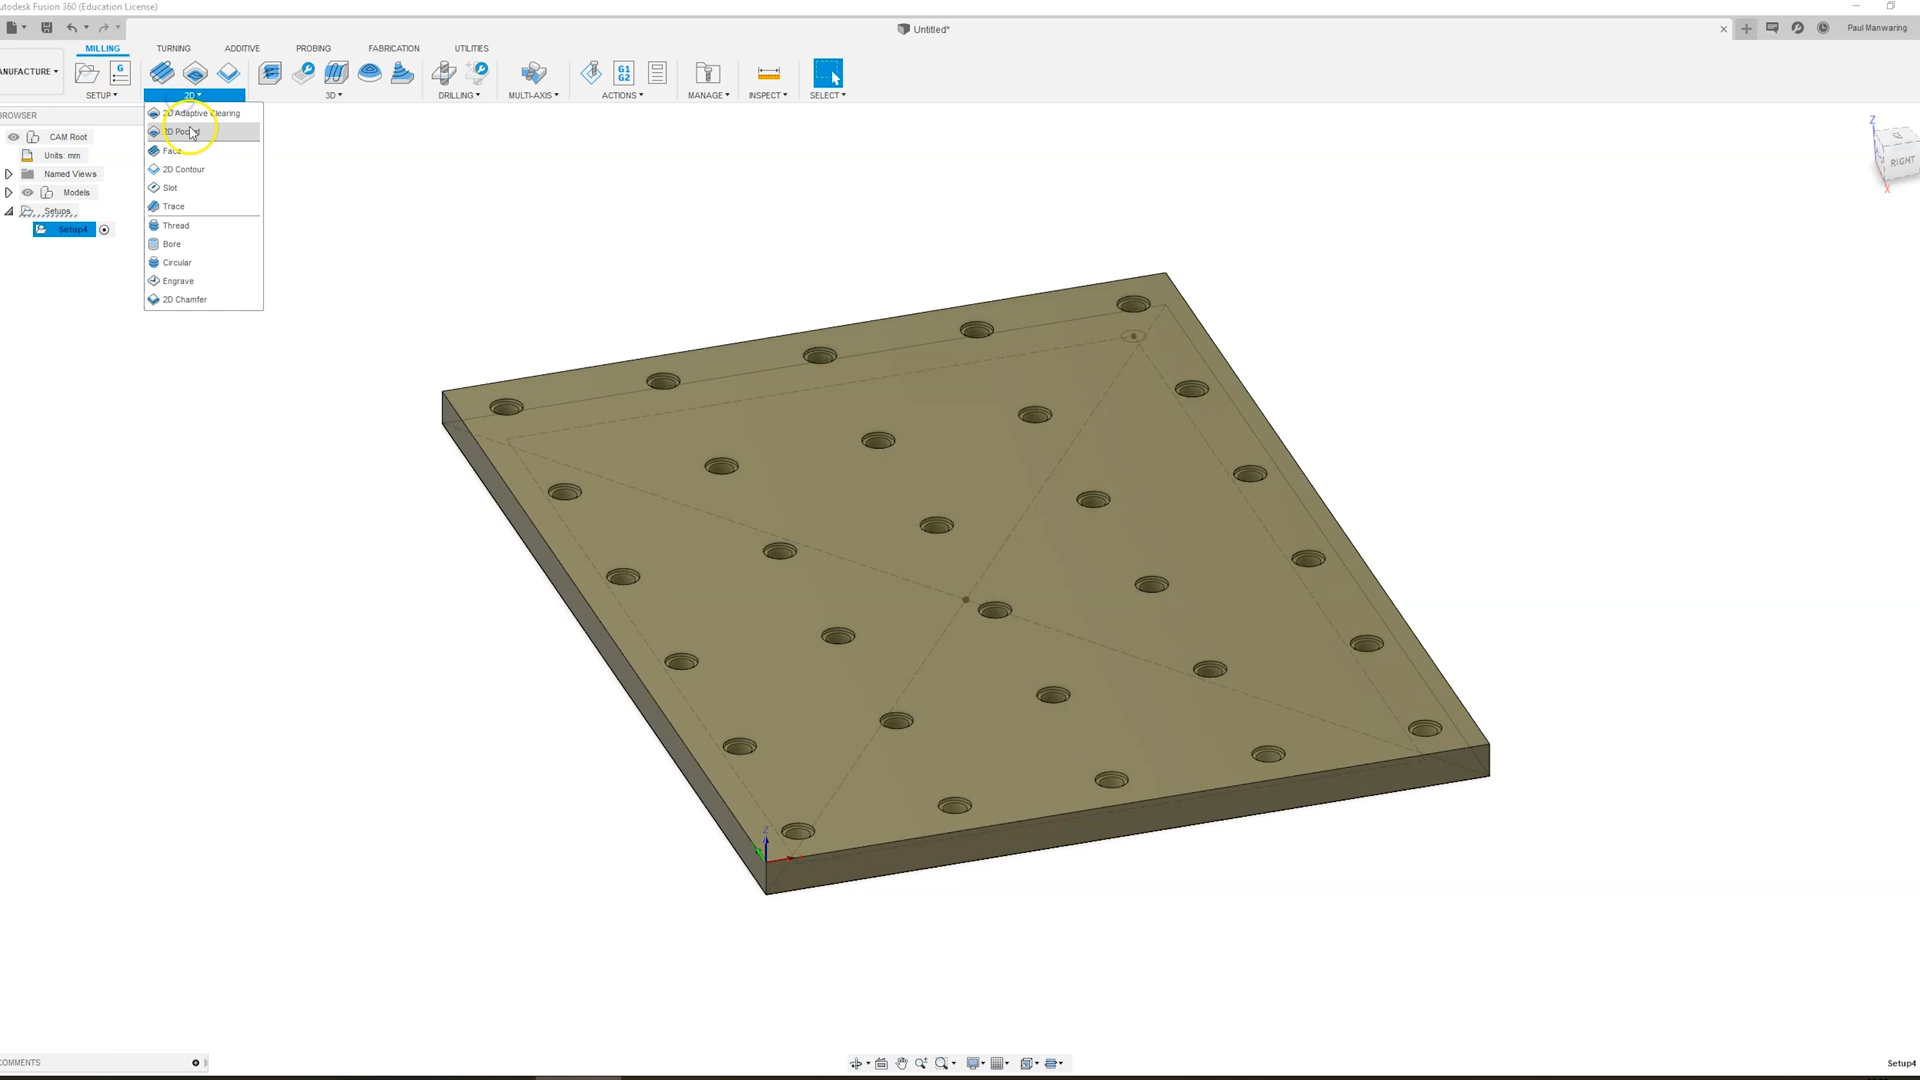 utodesk Fusion 360 (Education License)
Untitled*
Paul Manwaring
MILLING
TURNING
ADDITIVE
PROBING
FABRICATION
UTILITIES
ANUFACTURE
G
G1
G2
SETUP
2D
3D
DRILLING
MULTI-AXIS
ACTIONS
MANAGE
INSPECT
SELECT
2D Adaptive Clearing
2D Pocket
Face
2D Contour
Slot
Trace
Thread
Bore
Circular
Engrave
2D Chamfer
BROWSER
CAM Root
Units: mm
Named Views
Models
Setups
Setup4
Z
RIGHT
X
Z
COMMENTS
Setup4